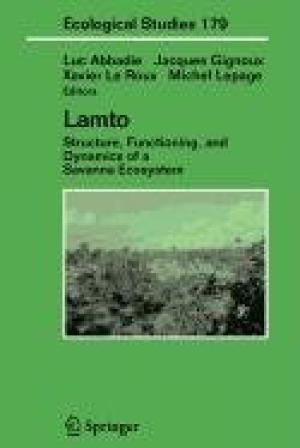 Ecological Studies 179
Luc Abbadie Jacques Gignoux
Xavier Le Roux Michel Lepage
Editors
Lamto
Structure, Functioning, and
Dynamics of a
Savanna Ecosystem
Springer